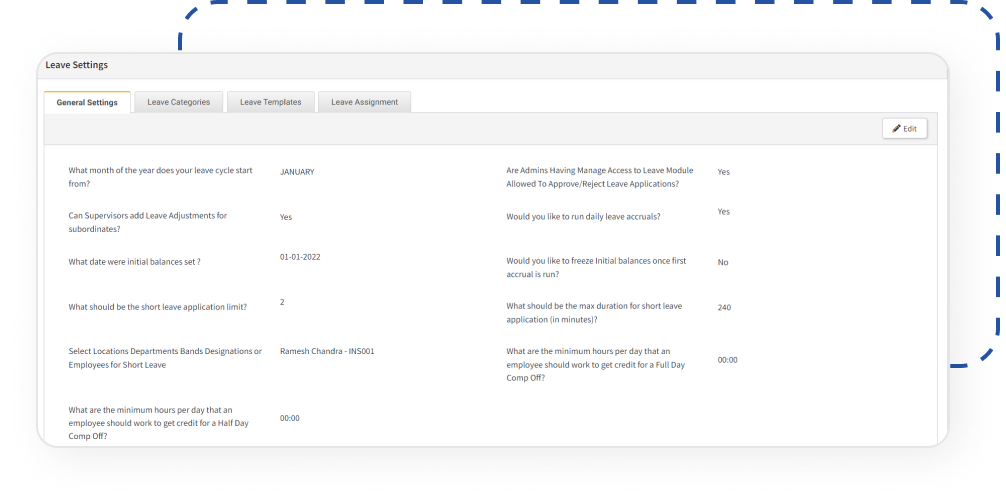 Leave Settings
General Settings
Leave Categories
Leave Templates
Leave Assignment
Edit
What month of the year does your leave cycle start
from?
JANUARY
Are Admins Having Manage Access to Leave Module
Allowed To Approve/Reject Leave Applications?
Yes
Can Supervisors add Leave Adjustments for
subordinates?
Yes
Would you like to run daily leave accruals?
Yes
What date were initial balances set ?
01-01-2022
Would you like to freeze Initial balances once first
accrual is run?
No
What should be the short leave application limit?
2
What should be the max duration for short leave
application (in minutes)?
240
Select Locations Departments Bands Designations or
Employees for Short Leave
Ramesh Chandra - INS001
What are the minimum hours per day that an
employee should work to get credit for a Full Day
Comp Off?
00:00
What are the minimum hours per day that an
employee should work to get credit for a Half Day
Comp Off?
00:00